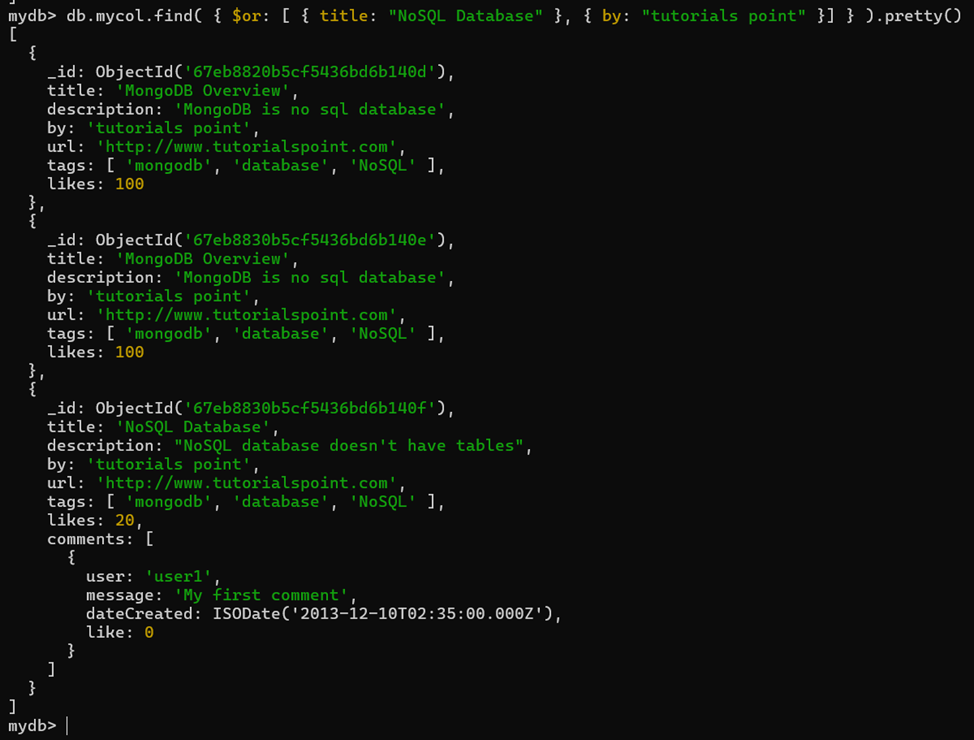 ]
mydb> db.mycol.find( { $or: [ { title: "NoSQL Database" }, { by: "tutorials point" }] } ).pretty()
[
  {
    _id: ObjectId('67eb8820b5cf5436bd6b140d'),
    title: 'MongoDB Overview',
    description: 'MongoDB is no sql database',
    by: 'tutorials point',
    url: 'http://www.tutorialspoint.com',
    tags: [ 'mongodb', 'database', 'NoSQL' ],
    likes: 100
  },
  {
    _id: ObjectId('67eb8830b5cf5436bd6b140e'),
    title: 'MongoDB Overview',
    description: 'MongoDB is no sql database',
    by: 'tutorials point',
    url: 'http://www.tutorialspoint.com',
    tags: [ 'mongodb', 'database', 'NoSQL' ],
    likes: 100
  },
  {
    _id: ObjectId('67eb8830b5cf5436bd6b140f'),
    title: 'NoSQL Database',
    description: "NoSQL database doesn't have tables",
    by: 'tutorials point',
    url: 'http://www.tutorialspoint.com',
    tags: [ 'mongodb', 'database', 'NoSQL' ],
    likes: 20,
    comments: [
      {
        user: 'user1',
        message: 'My first comment',
        dateCreated: ISODate('2013-12-10T02:35:00.000Z'),
        like: 0
      }
    ]
  }
]
mydb>